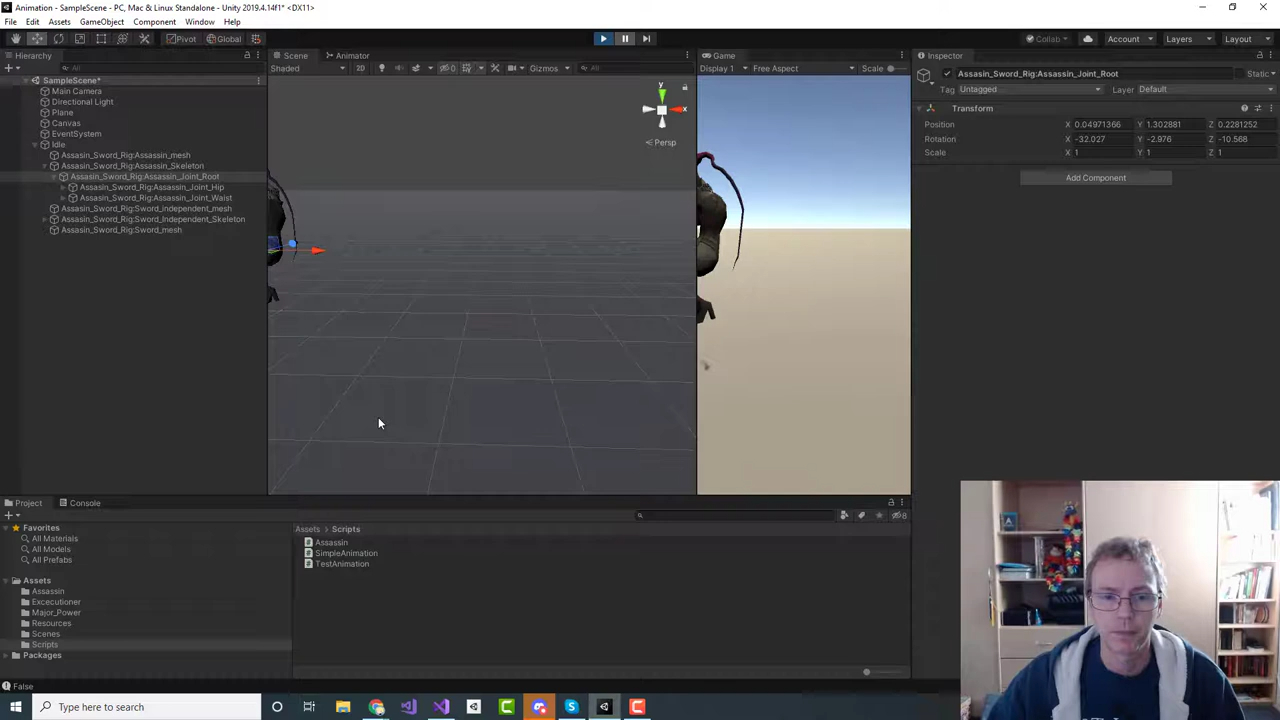 Animation - SampleScene - PC, Mac & Linux Standalone - Unity 2019.4.14f1* <DX11>
File Edit Assets GameObject Component Window Help
Pivot Global Collab Account Layers Layout
Hierarchy Scene Animator Game Inspector
All Shaded 2D 0 Gizmos All Display 1 Free Aspect Scale
Assasin_Sword_Rig:Assassin_Joint_Root Static
Tag Untagged Layer Default
SampleScene*
Main Camera
Directional Light
Plane
Canvas
EventSystem
Idle
Assasin_Sword_Rig:Assassin_mesh
Assasin_Sword_Rig:Assassin_Skeleton
Assasin_Sword_Rig:Assassin_Joint_Root
Assasin_Sword_Rig:Assassin_Joint_Hip
Assasin_Sword_Rig:Assassin_Joint_Waist
Assasin_Sword_Rig:Sword_Independent_mesh
Assasin_Sword_Rig:Sword_Independent_Skeleton
Assasin_Sword_Rig:Sword_mesh
y
x
Persp
Transform
Position X 0.04971366 Y 1.302881 Z 0.2281252
Rotation X -32.027 Y -2.976 Z -10.568
Scale X 1 Y 1 Z 1
Add Component
Project Console
8
Favorites
All Materials
All Models
All Prefabs
Assets
Assassin
Excecutioner
Major_Power
Resources
Scenes
Scripts
Packages
Assets > Scripts
Assassin
SimpleAnimation
TestAnimation
False
Type here to search